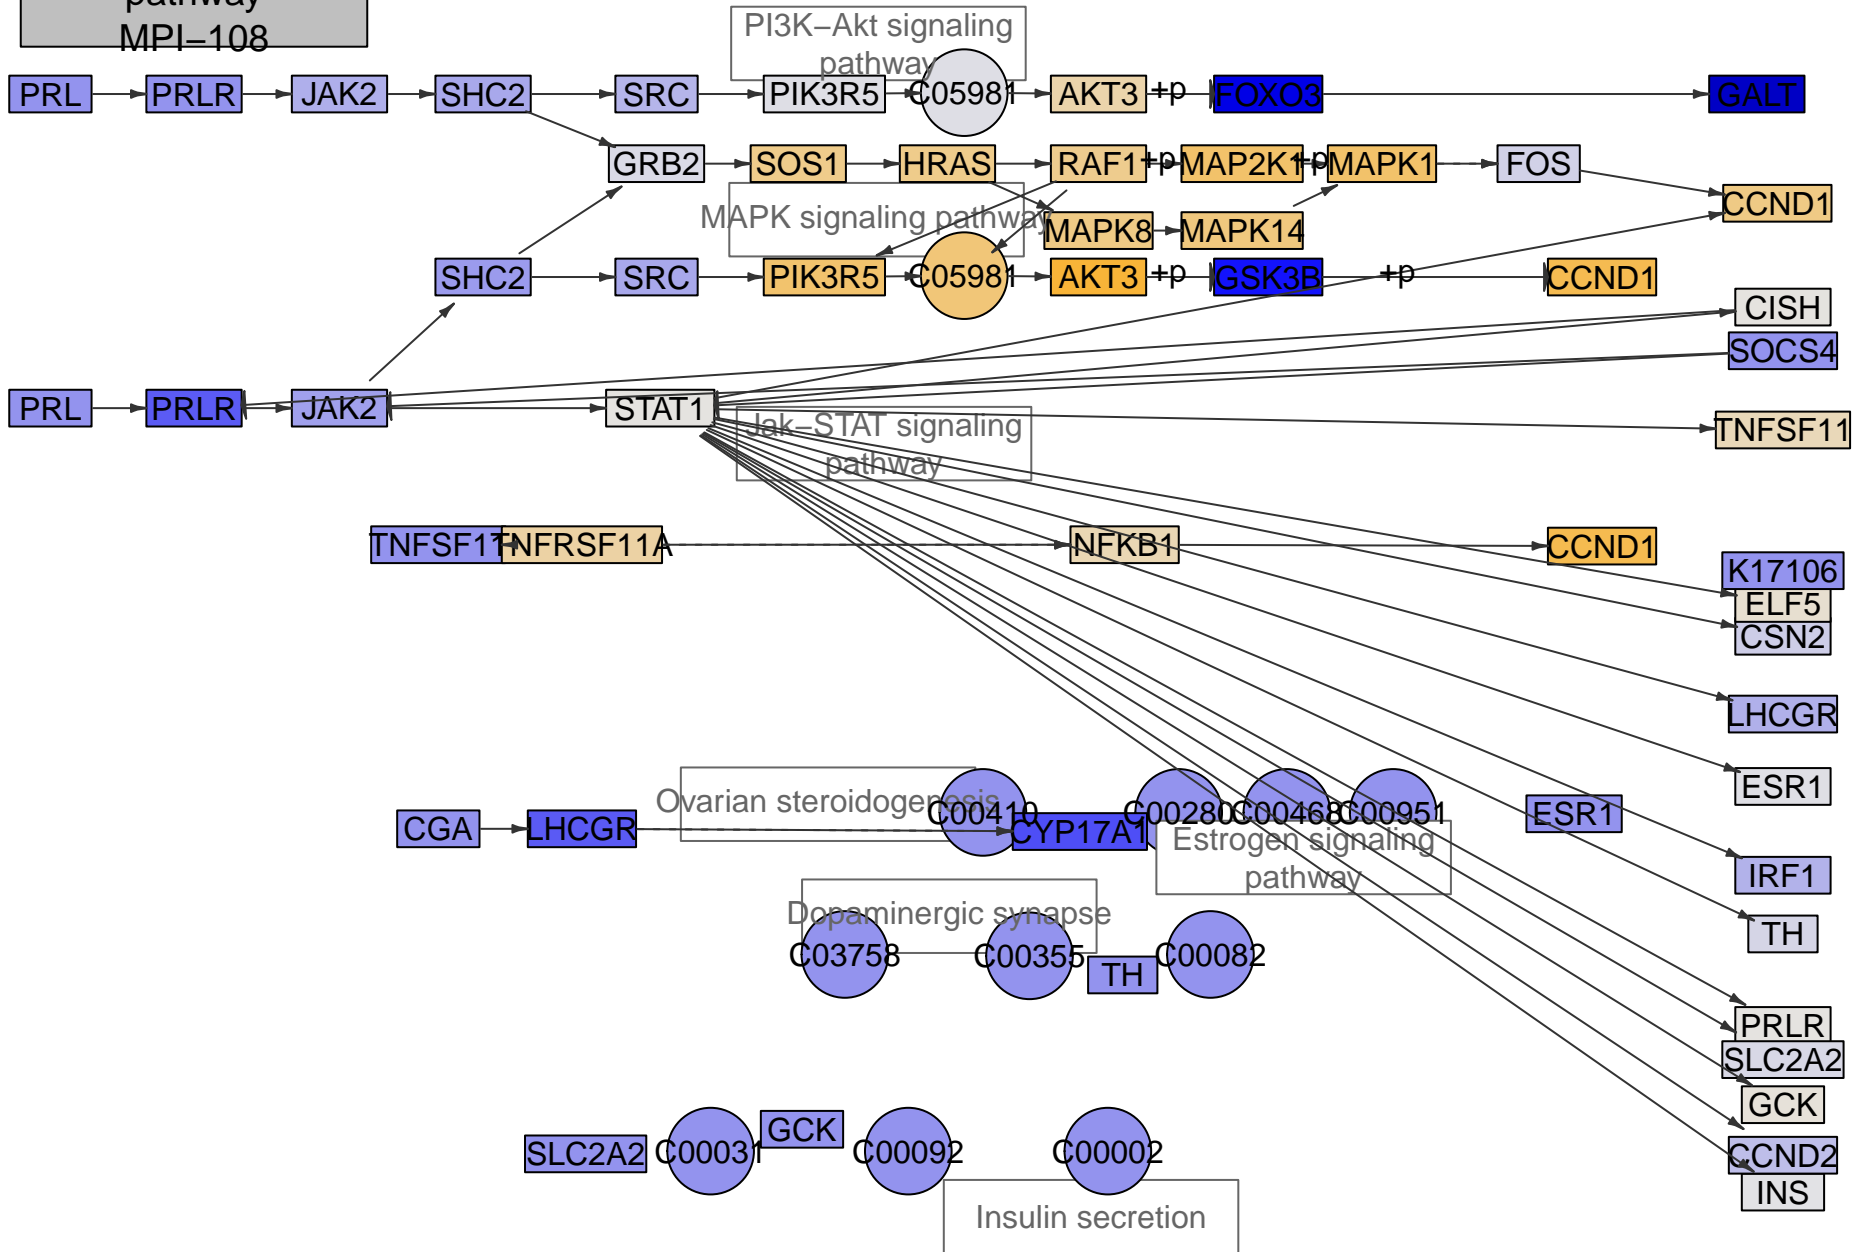 pathway
MPI−108
PI3K−Akt signaling
pathway
PRL
PRLR
JAK2
SHC2
SRC
PIK3R5
C05981
AKT3
+p
FOXO3
GALT
GRB2
SOS1
HRAS
RAF1
+p
MAP2K1
+p
MAPK1
FOS
CCND1
MAPK signaling pathway
MAPK8
MAPK14
SHC2
SRC
PIK3R5
C05981
AKT3
+p
GSK3B
+p
CCND1
CISH
SOCS4
PRL
PRLR
JAK2
STAT1
Jak−STAT signaling
pathway
TNFSF11
TNFSF11
TNFRSF11A
NFKB1
CCND1
K17106
ELF5
CSN2
LHCGR
ESR1
Ovarian steroidogenesis
C00410
C00280
C00468
C00951
ESR1
CGA
LHCGR
CYP17A1
Estrogen signaling
pathway
IRF1
Dopaminergic synapse
TH
C03758
C00355
TH
C00082
PRLR
SLC2A2
GCK
SLC2A2
C00031
GCK
C00092
C00002
CCND2
INS
Insulin secretion